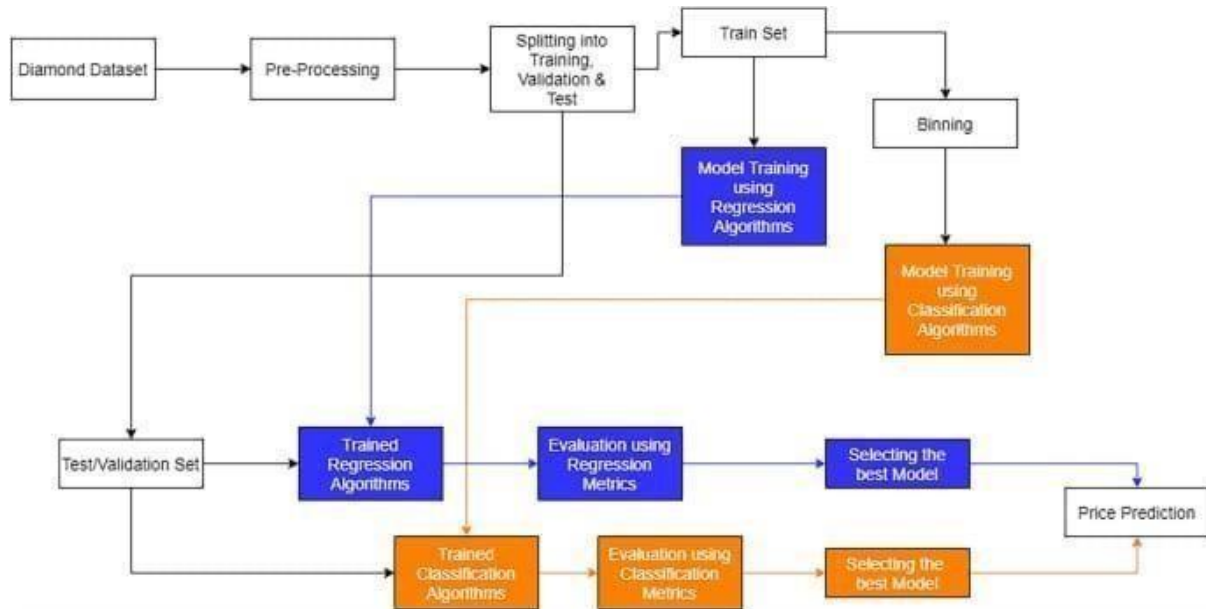 Diamond Dataset
Pre-Processing
Splitting into
Training,
Validation &
Test
Train Set
Binning
Model Training
using
Regression
Algorithms
Model Training
using
Classification
Algorithms
Test/Validation Set
Trained
Regression
Algorithms
Evaluation using
Regression
Metrics
Selecting the
best Model
Price Prediction
Trained
Classification
Algorithms
Evaluation using
Classification
Metrics
Selecting the
best Model